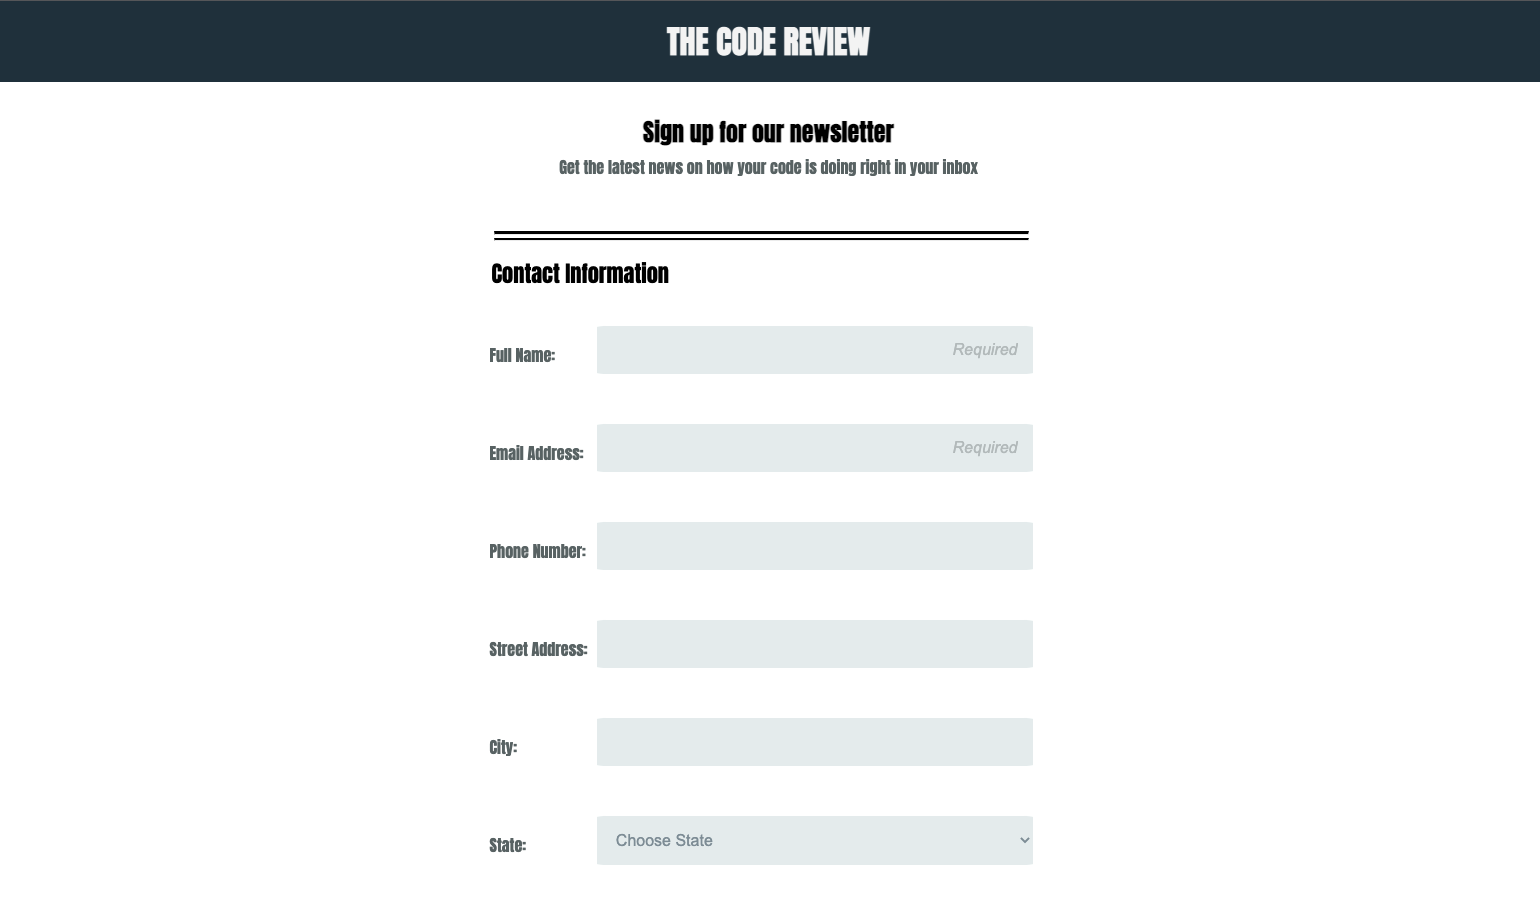 THE CODE REVIEW
Sign up for our newsletter
Get the latest news on how your code is doing right in your inbox
Contact Information
Full Name:
Required
Email Address:
Required
Phone Number:
Street Address:
City:
State:
Choose State